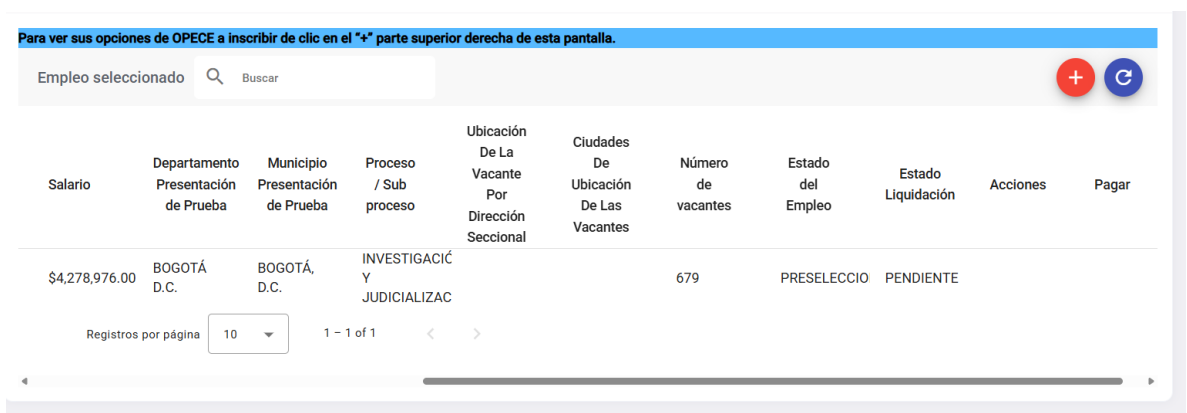 Para ver sus opciones de OPECE a inscribir de clic en el "+" parte superior derecha de esta pantalla.
Empleo seleccionado Buscar
Salario
Departamento
Presentación
de Prueba
Municipio
Presentación
de Prueba
Proceso
/ Sub
proceso
Ubicación
De La
Vacante
Por
Dirección
Seccional
Ciudades
De
Ubicación
De Las
Vacantes
Número
de
vacantes
Estado
del
Empleo
Estado
Liquidación
Acciones
Pagar
$4,278,976.00
BOGOTÁ
D.C.
BOGOTÁ,
D.C.
INVESTIGACIÓ
Y
JUDICIALIZAC
679
PRESELECCIO
PENDIENTE
Registros por página 10 1 – 1 of 1